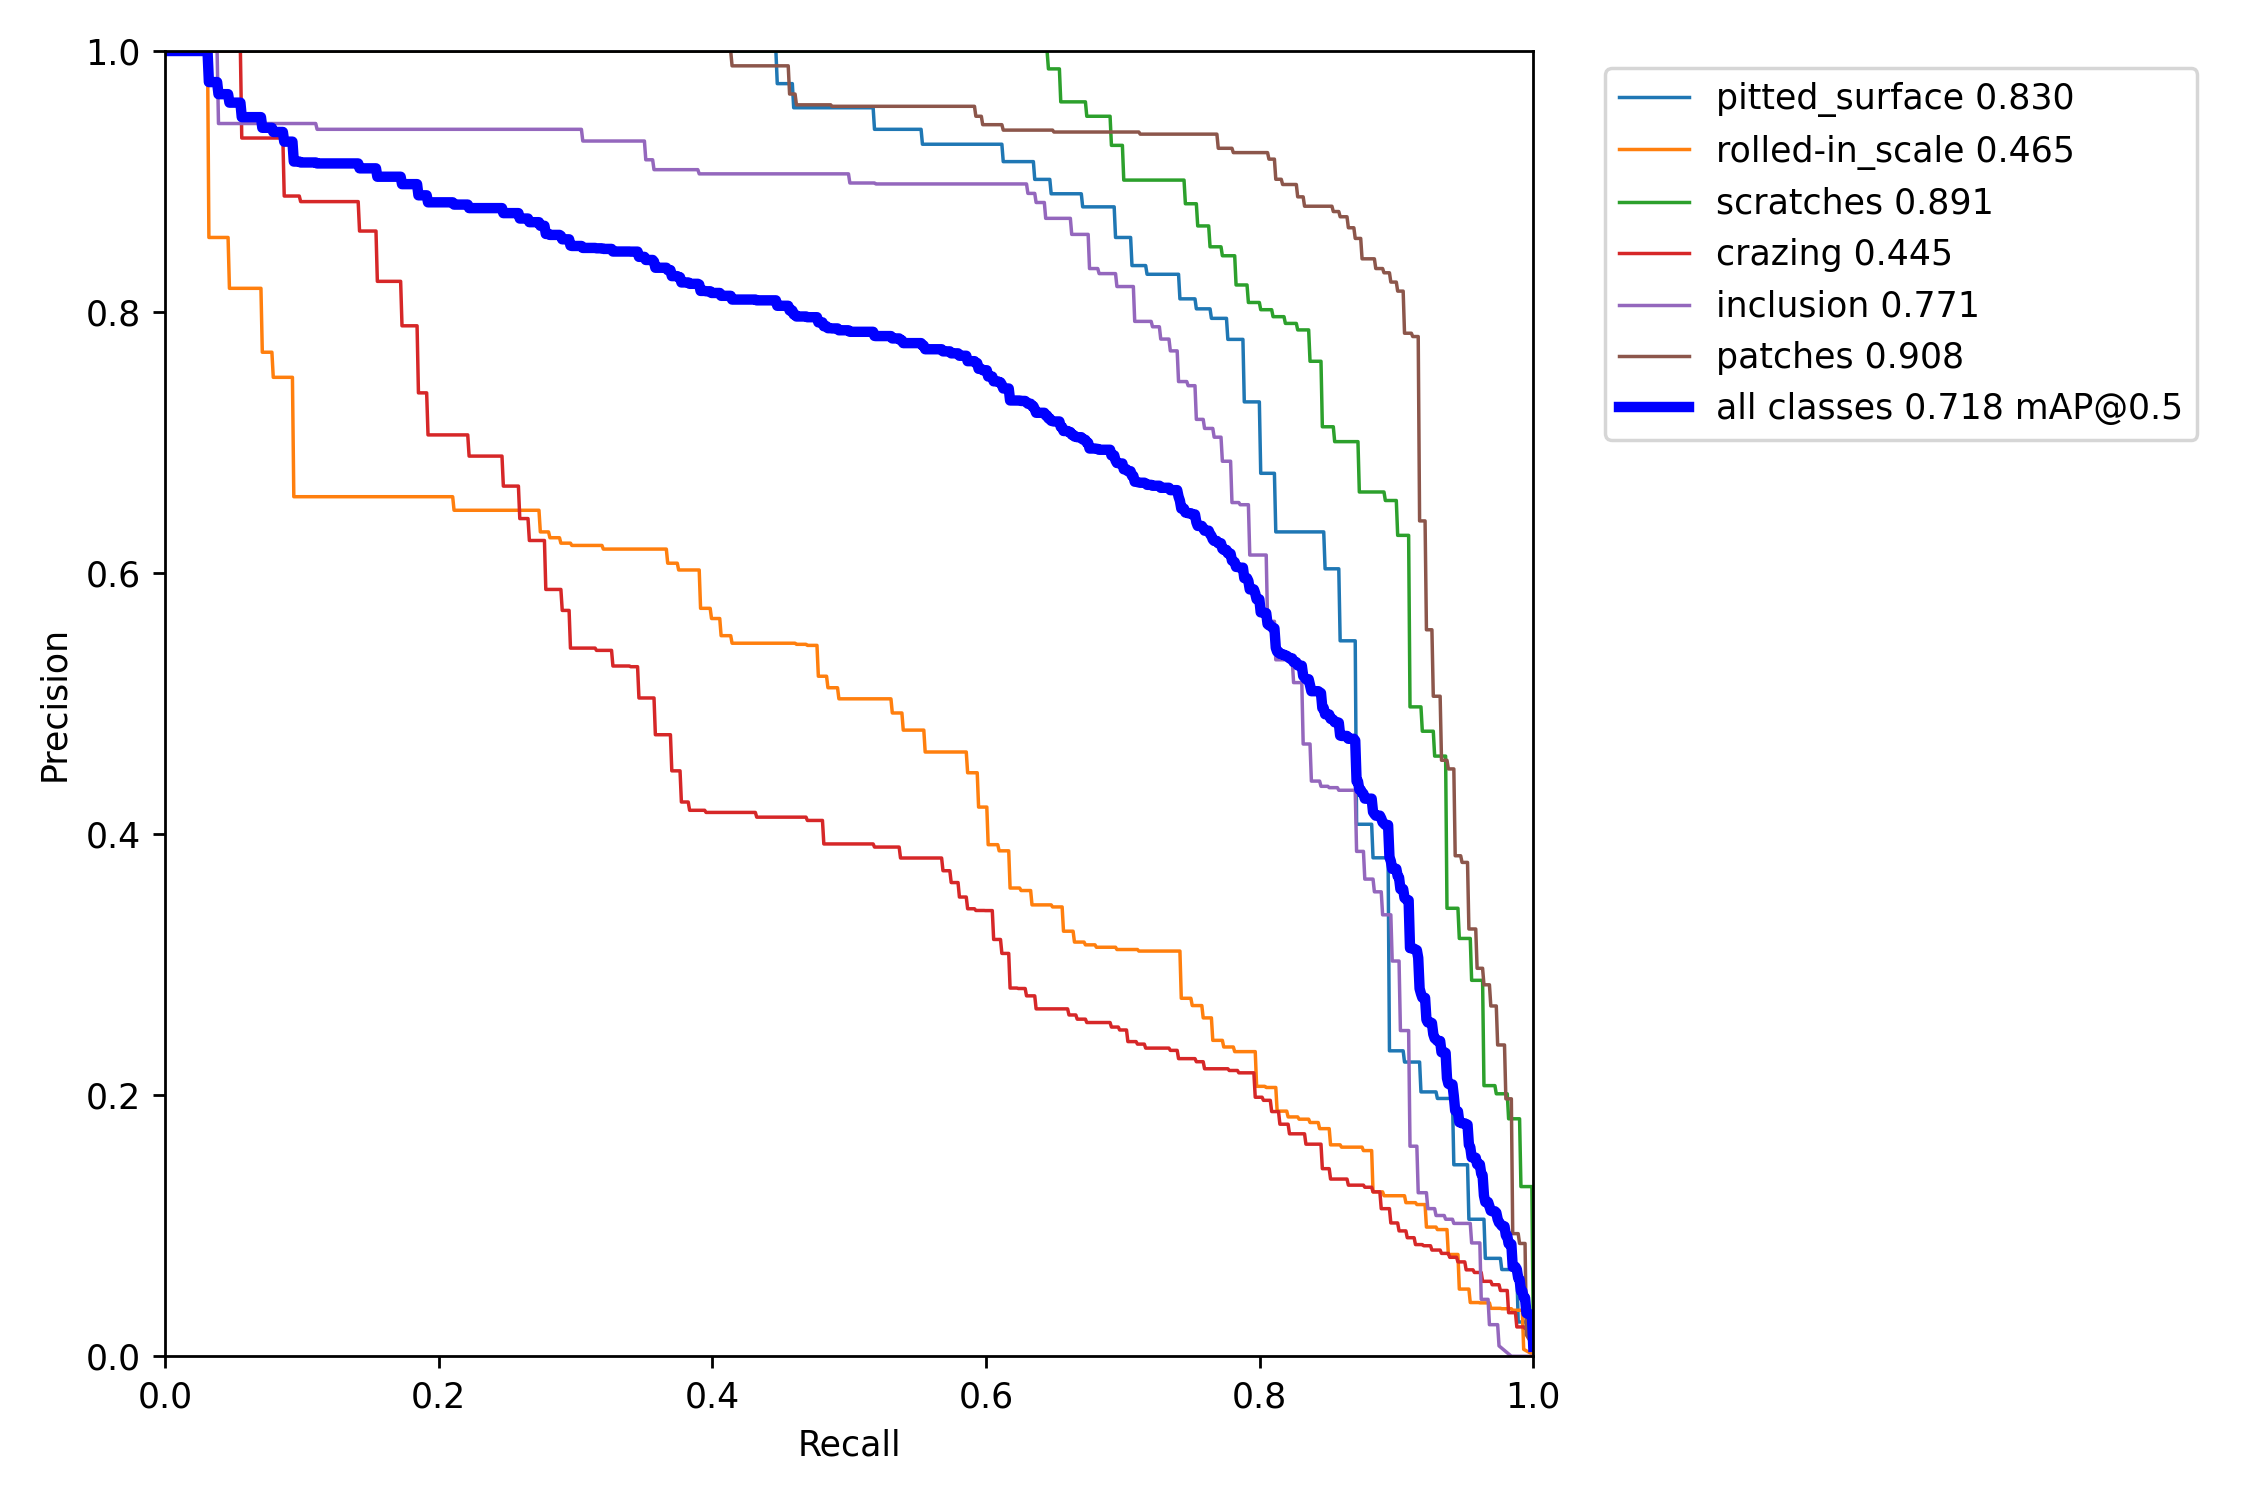 1.0
0.8
0.6
0.4
0.2
0.0
Precision
0.0 0.2 0.4 0.6 0.8 1.0
Recall
pitted_surface 0.830
rolled-in_scale 0.465
scratches 0.891
crazing 0.445
inclusion 0.771
patches 0.908
all classes 0.718 mAP@0.5